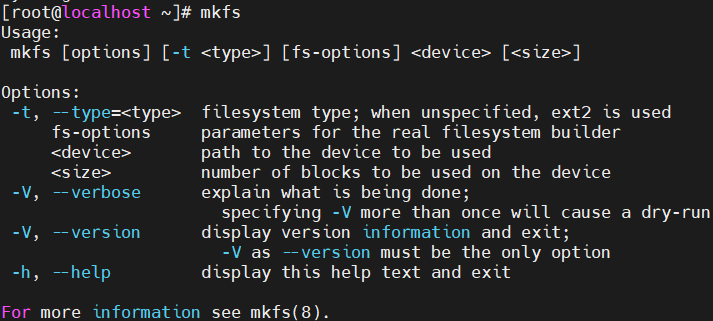 [root@localhost ~]# mkfs
Usage:
 mkfs [options] [-t <type>] [fs-options] <device> [<size>]

Options:
 -t, --type=<type>  filesystem type; when unspecified, ext2 is used
     fs-options     parameters for the real filesystem builder
     <device>       path to the device to be used
     <size>         number of blocks to be used on the device
 -V, --verbose      explain what is being done;
                      specifying -V more than once will cause a dry-run
 -V, --version      display version information and exit;
                      -V as --version must be the only option
 -h, --help         display this help text and exit

For more information see mkfs(8).